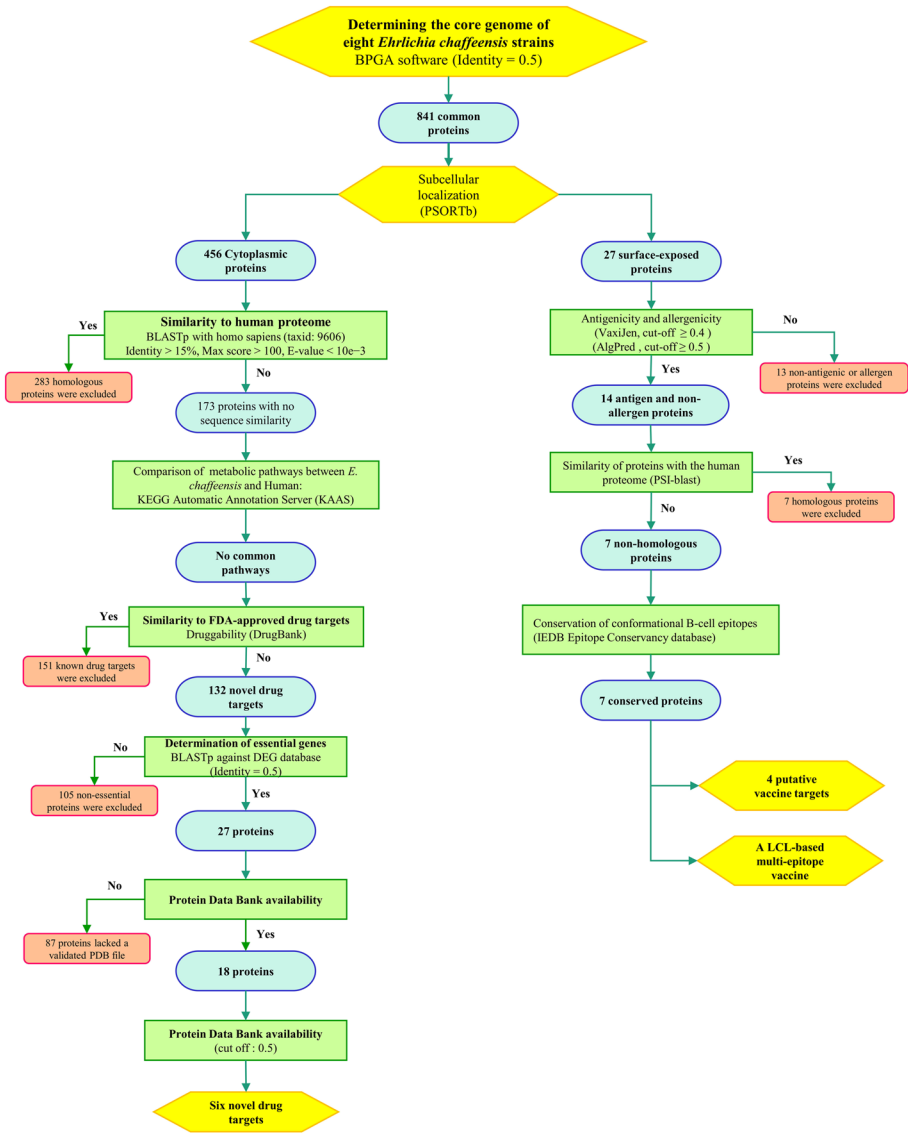 Determining the core genome of
eight Ehrlichia chaffeensis strains
BPGA software (Identity = 0.5)
841 common
proteins
Subcellular
localization
(PSORTb)
456 Cytoplasmic
proteins
Similarity to human proteome
BLASTp with homo sapiens (taxid: 9606)
Identity > 15%, Max score > 100, E-value < 10e−3
Yes
283 homologous
proteins were excluded
No
173 proteins with no
sequence similarity
Comparison of metabolic pathways between E.
chaffeensis and Human:
KEGG Automatic Annotation Server (KAAS)
No common
pathways
Similarity to FDA-approved drug targets
Druggability (DrugBank)
Yes
151 known drug targets
were excluded
No
132 novel drug
targets
Determination of essential genes
BLASTp against DEG database
(Identity = 0.5)
No
105 non-essential
proteins were excluded
Yes
27 proteins
Protein Data Bank availability
No
87 proteins lacked a
validated PDB file
Yes
18 proteins
Protein Data Bank availability
(cut off : 0.5)
Six novel drug
targets
27 surface-exposed
proteins
Antigenicity and allergenicity
(VaxiJen, cut-off ≥ 0.4 )
(AlgPred , cut-off ≥ 0.5 )
No
13 non-antigenic or allergen
proteins were excluded
Yes
14 antigen and non-
allergen proteins
Similarity of proteins with the human
proteome (PSI-blast)
Yes
7 homologous proteins
were excluded
No
7 non-homologous
proteins
Conservation of conformational B-cell epitopes
(IEDB Epitope Conservancy database)
7 conserved proteins
4 putative
vaccine targets
A LCL-based
multi-epitope
vaccine